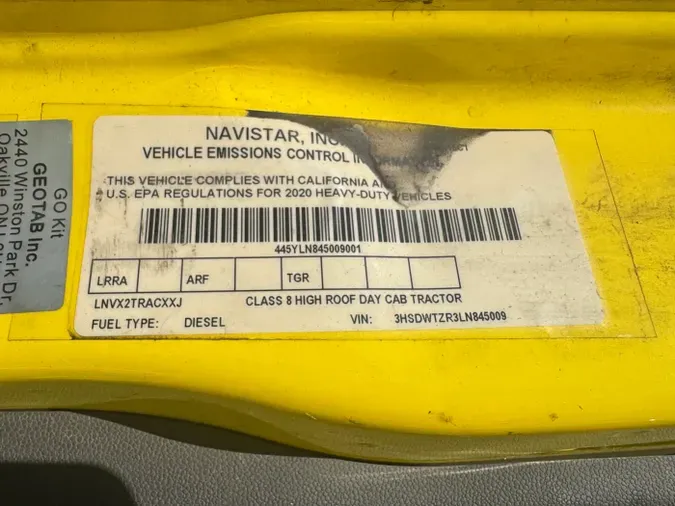 NAVISTAR, INC.
VEHICLE EMISSIONS CONTROL INFORMATION
THIS VEHICLE COMPLIES WITH CALIFORNIA
U.S. EPA REGULATIONS FOR 2020 HEAVY-DUTY VEHICLES
445YLN845009001
LRRA ARF TGR
LNVX2TRACXXJ CLASS 8 HIGH ROOF DAY CAB TRACTOR
FUEL TYPE: DIESEL VIN: 3HSDWTZR3LN845009
GO Kit
GEOTAB Inc.
2440 Winston Park Dr,
Oakville, ON